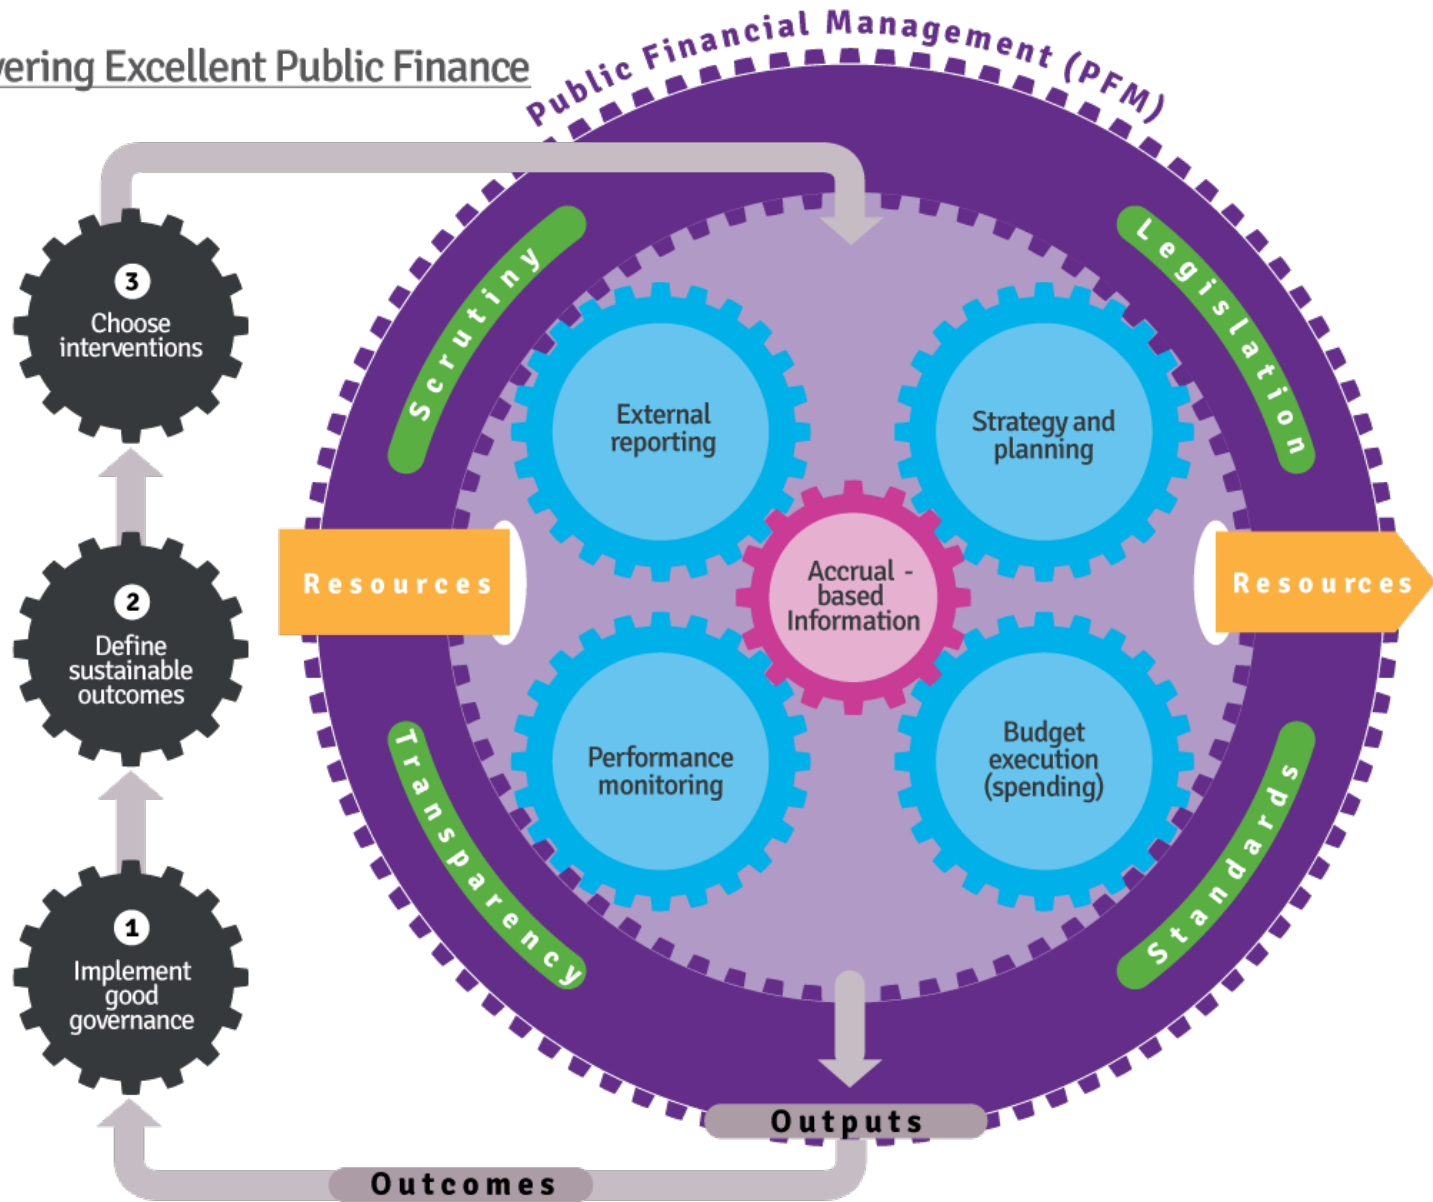 Excellent Public Finance
Public Financial Management (PFM)
3
Choose
interventions
2
Define
sustainable
outcomes
1
Implement
good
governance
Scrutiny
Legislation
External
reporting
Strategy and
planning
Resources
Accrual -
based
Information
Resources
Performance
monitoring
Budget
execution
(spending)
Transparency
Standards
Outputs
Outcomes